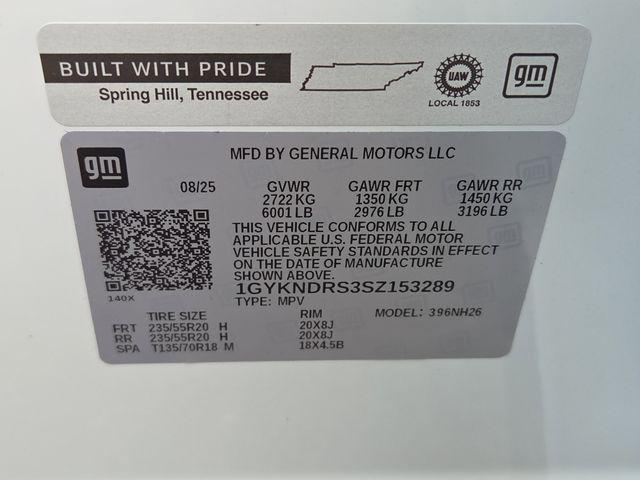 BUILT WITH PRIDE
Spring Hill, Tennessee
UAW
LOCAL 1853
gm
gm
MFD BY GENERAL MOTORS LLC
08/25 GVWR GAWR FRT GAWR RR
2722 KG 1350 KG 1450 KG
6001 LB 2976 LB 3196 LB
THIS VEHICLE CONFORMS TO ALL
APPLICABLE U.S. FEDERAL MOTOR
VEHICLE SAFETY STANDARDS IN EFFECT
ON THE DATE OF MANUFACTURE
SHOWN ABOVE.
140X
1GYKNDRS3SZ153289
TYPE: MPV MODEL: 396NH26
TIRE SIZE RIM
FRT 235/55R20 H 20X8J
RR 235/55R20 H 20X8J
SPA T135/70R18 M 18X4.5B